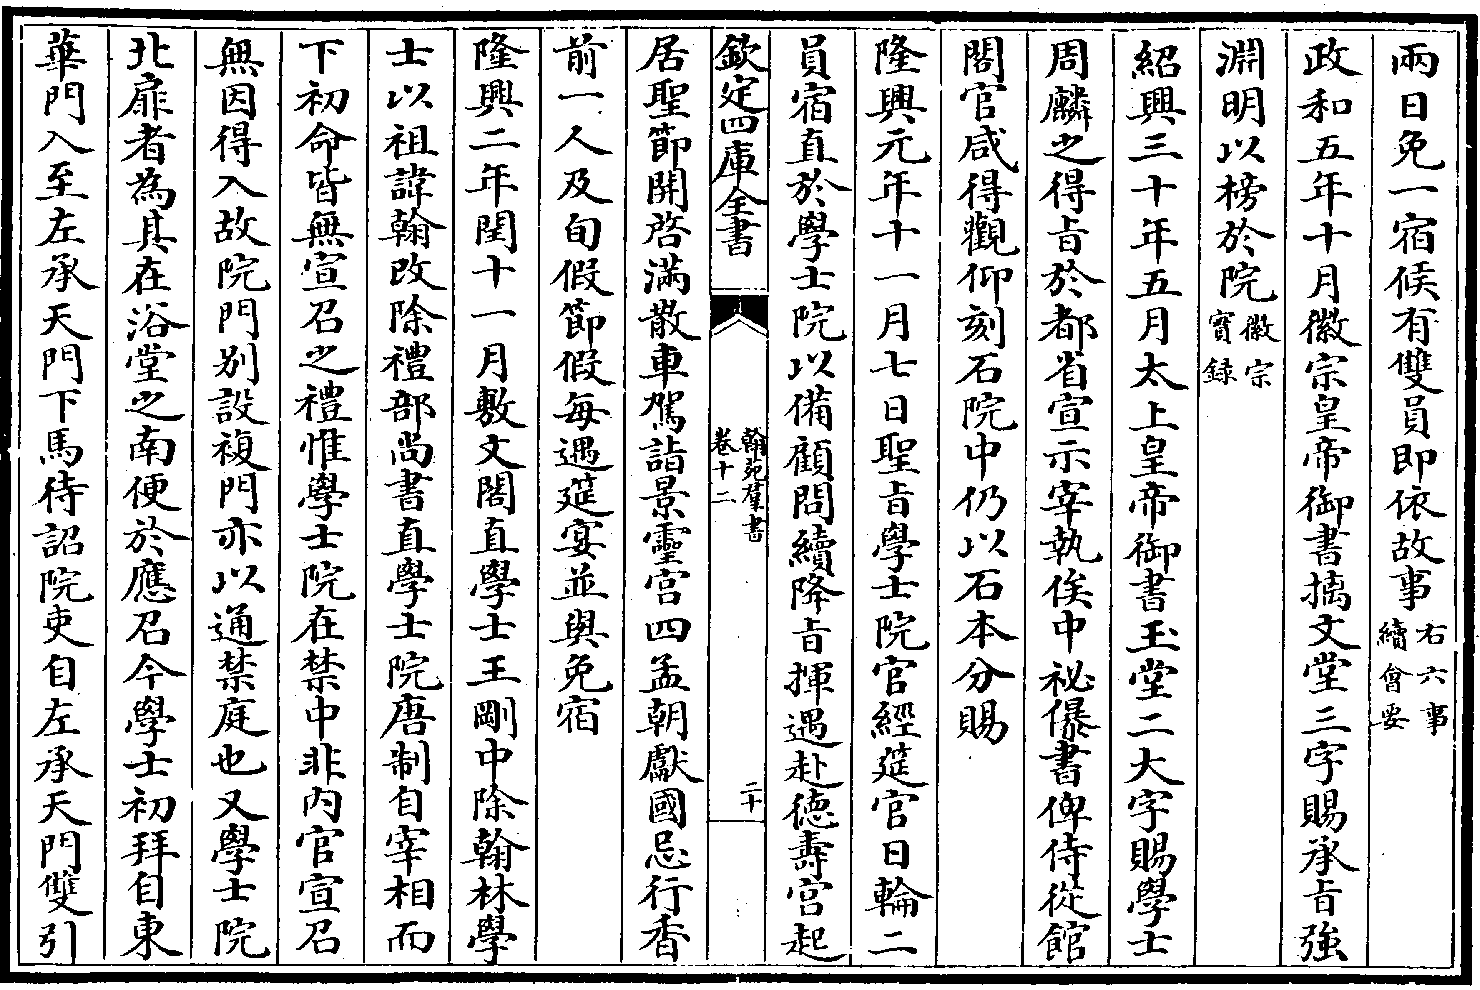 兩日免一宿候有雙員即依故事右六事續會要
政和五年十月徽宗皇帝御書摛文堂三字賜承旨強
淵明以榜於院徽宗實録
紹興三十年五月太上皇帝御書玉堂二大字賜學士
周麟之得旨於都省宣示宰執俟中祕㬥書俾侍從館
閣官咸得觀仰刻石院中仍以石本分賜
隆興元年十一月七日聖旨學士院官經筵官日輪二
員宿直於學士院以備顧問續降旨揮遇赴徳壽宫起
欽定四庫全書
翰苑羣書
卷十二
二十
居聖節開啓滿散車駕詣景靈宫四孟朝獻國忌行香
前一人及旬假節假每遇筵宴並與免宿
隆興二年閏十一月敷文閣直學士王剛中除翰林學
士以祖諱翰改除禮部尚書直學士院唐制自宰相而
下初命皆無宣召之禮惟學士院在禁中非内官宣召
無因得入故院門别設複門亦以通禁庭也又學士院
北扉者為其在浴堂之南便於應召今學士初拜自東
華門入至左承天門下馬待詔院吏自左承天門雙引